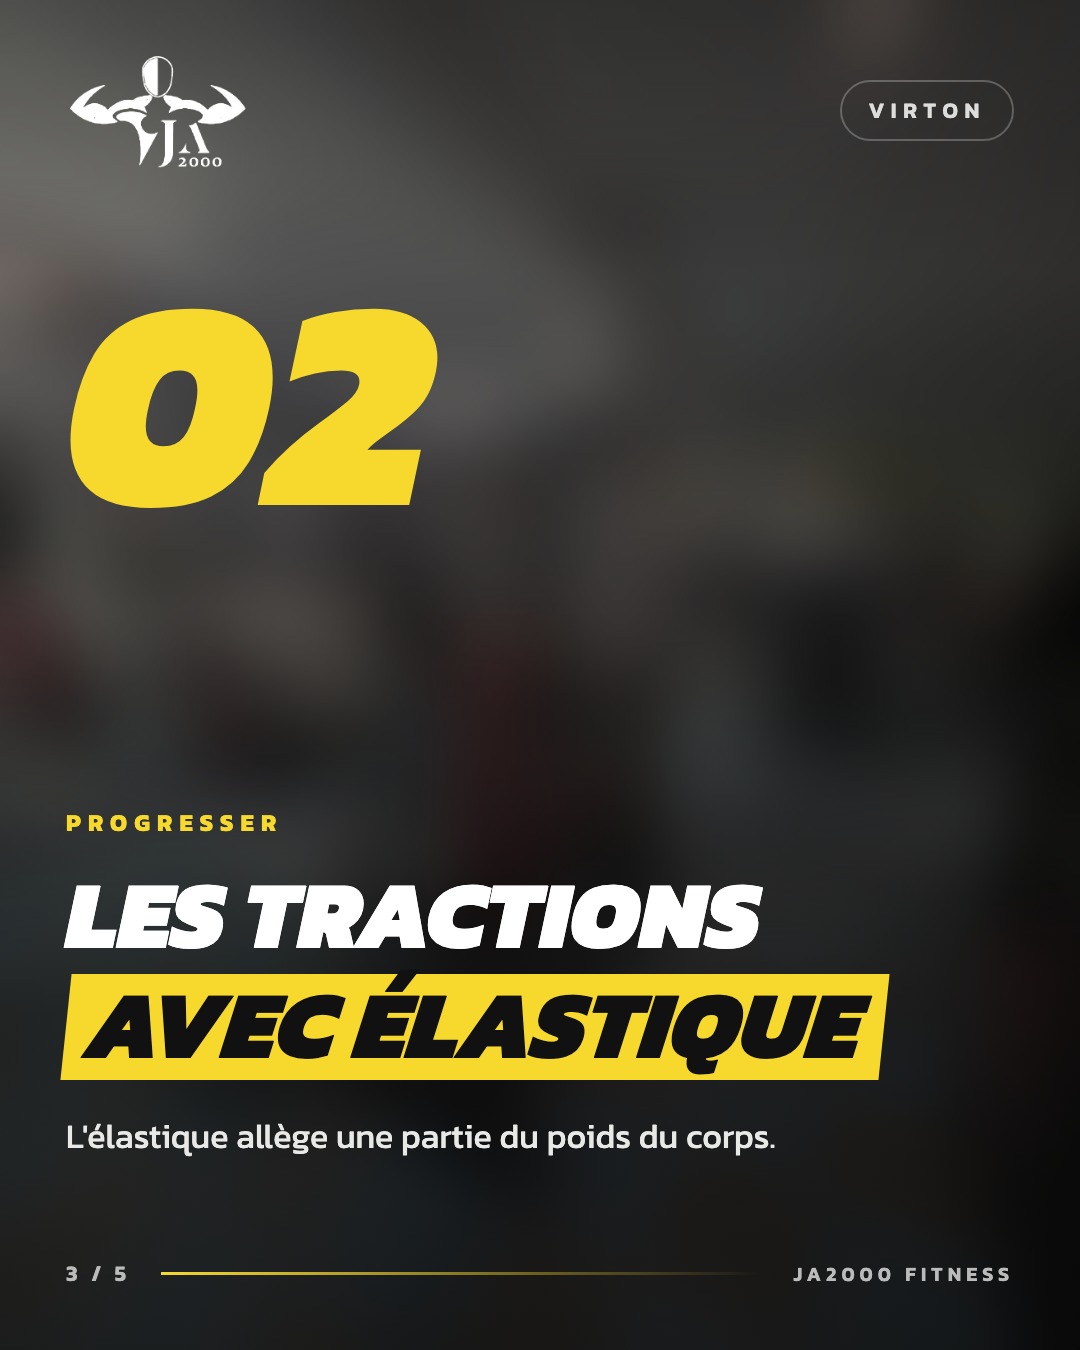 JA
2000
VIRTON
02
PROGRESSER
LES TRACTIONS
AVEC ÉLASTIQUE
L'élastique allège une partie du poids du corps.
3 / 5
JA2000 FITNESS